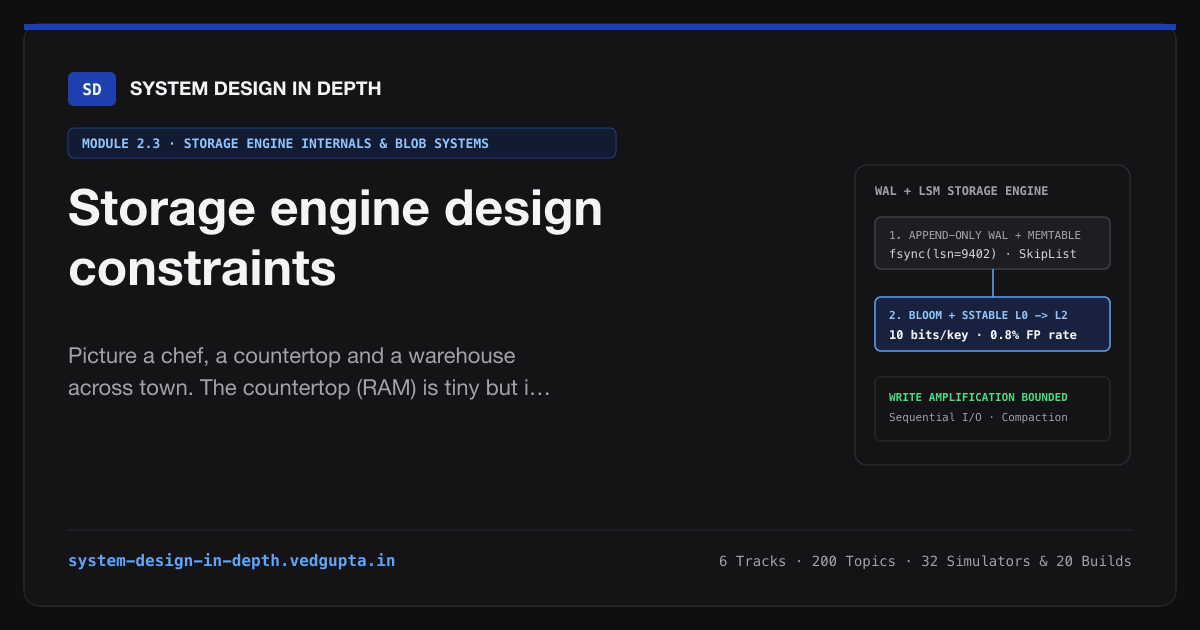 SD
SYSTEM DESIGN IN DEPTH
MODULE 2.3 · STORAGE ENGINE INTERNALS & BLOB SYSTEMS
Storage engine design
constraints
Picture a chef, a countertop and a warehouse
across town. The countertop (RAM) is tiny but i…
WAL + LSM STORAGE ENGINE
1. APPEND-ONLY WAL + MEMTABLE
fsync(lsn=9402) · SkipList
2. BLOOM + SSTABLE L0 -> L2
10 bits/key · 0.8% FP rate
WRITE AMPLIFICATION BOUNDED
Sequential I/O · Compaction
system-design-in-depth.vedgupta.in
6 Tracks · 200 Topics · 32 Simulators & 20 Builds